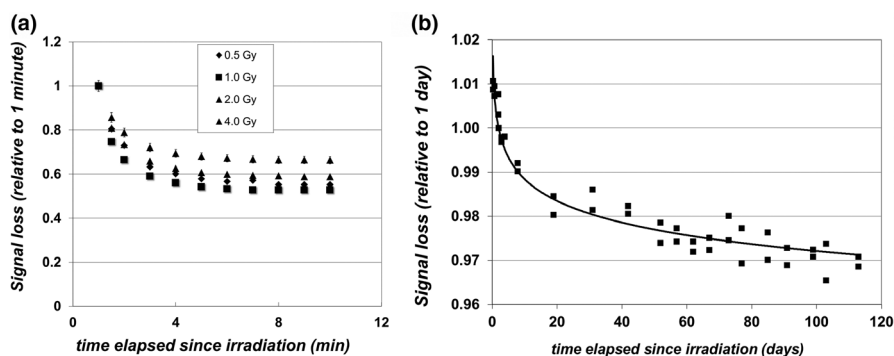 (a)
Signal loss (relative to 1 minute)
1.2
1
0.8
0.6
0.4
0.2
0
0.5 Gy
1.0 Gy
2.0 Gy
4.0 Gy
0
4
8
12
time elapsed since irradiation (min)
(b)
Signal loss (relative to 1 day)
1.02
1.01
1.00
0.99
0.98
0.97
0.96
0
20
40
60
80
100
120
time elapsed since irradiation (days)